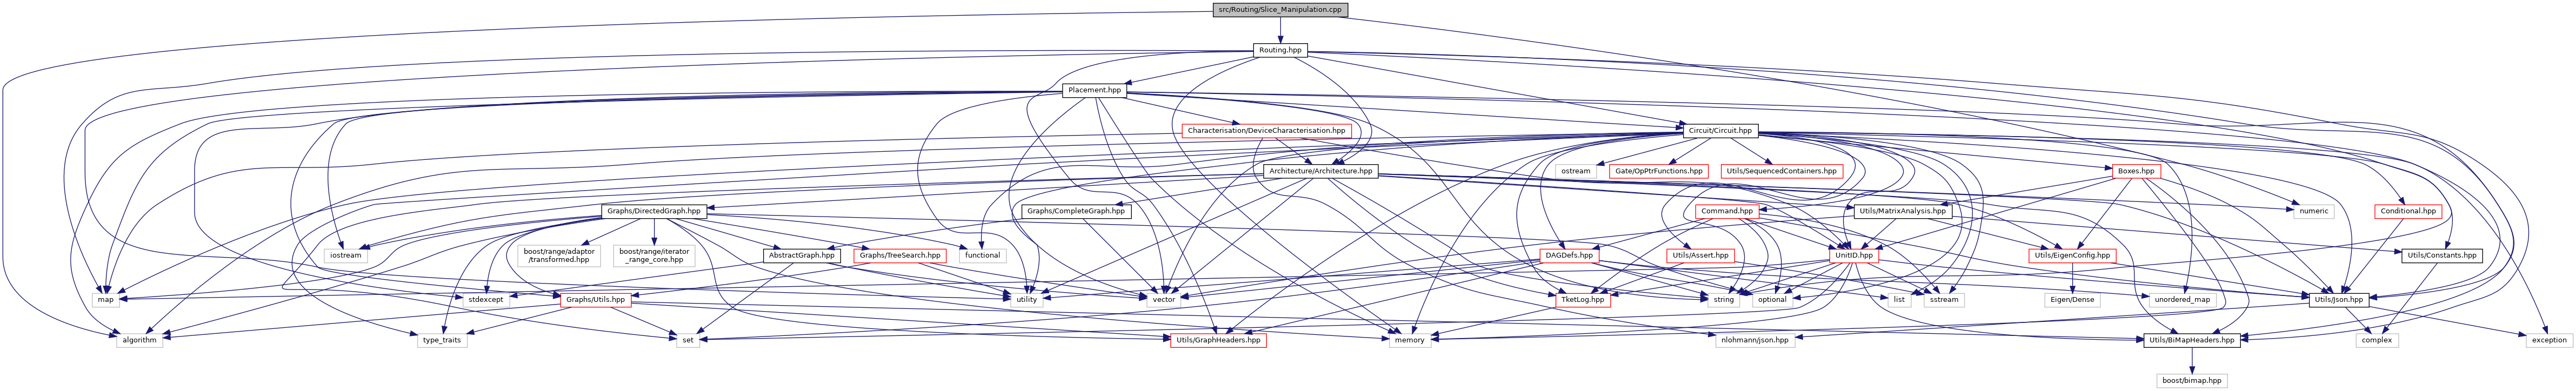 src/Routing/Slice_Manipulation.cpp
Routing.hpp
Placement.hpp
Characterisation/DeviceCharacterisation.hpp
Circuit/Circuit.hpp
Architecture/Architecture.hpp
ostream
Gate/OpPtrFunctions.hpp
Utils/SequencedContainers.hpp
Boxes.hpp
Graphs/DirectedGraph.hpp
Graphs/CompleteGraph.hpp
Command.hpp
Utils/MatrixAnalysis.hpp
numeric
Conditional.hpp
iostream
boost/range/adaptor
/transformed.hpp
boost/range/iterator
_range_core.hpp
AbstractGraph.hpp
Graphs/TreeSearch.hpp
functional
DAGDefs.hpp
Utils/Assert.hpp
UnitID.hpp
Utils/EigenConfig.hpp
Utils/Constants.hpp
map
stdexcept
Graphs/Utils.hpp
utility
vector
TketLog.hpp
string
optional
list
sstream
Eigen/Dense
unordered_map
Utils/Json.hpp
algorithm
type_traits
set
Utils/GraphHeaders.hpp
memory
nlohmann/json.hpp
Utils/BiMapHeaders.hpp
complex
exception
boost/bimap.hpp